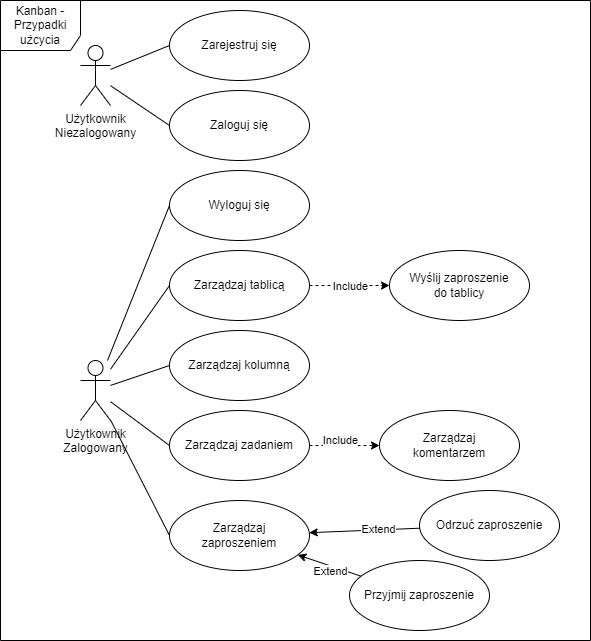 Kanban -
Przypadki
użcycia
Zarejestruj się
Użytkownik
Niezalogowany
Zaloguj się
Wyloguj się
Zarządzaj tablicą
Include
Wyślij zaproszenie
do tablicy
Zarządzaj kolumną
Użytkownik
Zalogowany
Zarządzaj zadaniem
Include
Zarządzaj
komentarzem
Zarządzaj
zaproszeniem
Extend
Odrzuć zaproszenie
Extend
Przyjmij zaproszenie